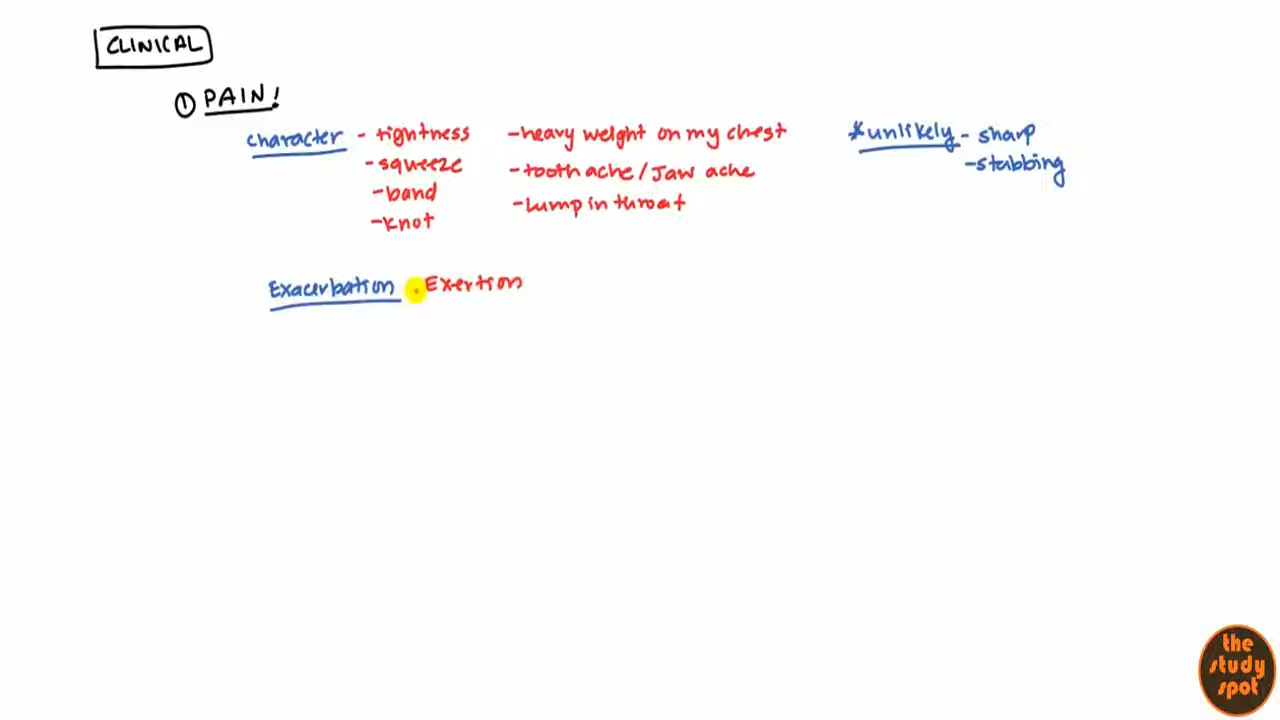 CLINICAL
① PAIN!
character - tightness
- squeeze
- band
- knot
- heavy weight on my chest
- tooth ache / Jaw ache
- Lump in throat
*unlikely - sharp
- stabbing
Exacerbation . Exertion
the
study
spot